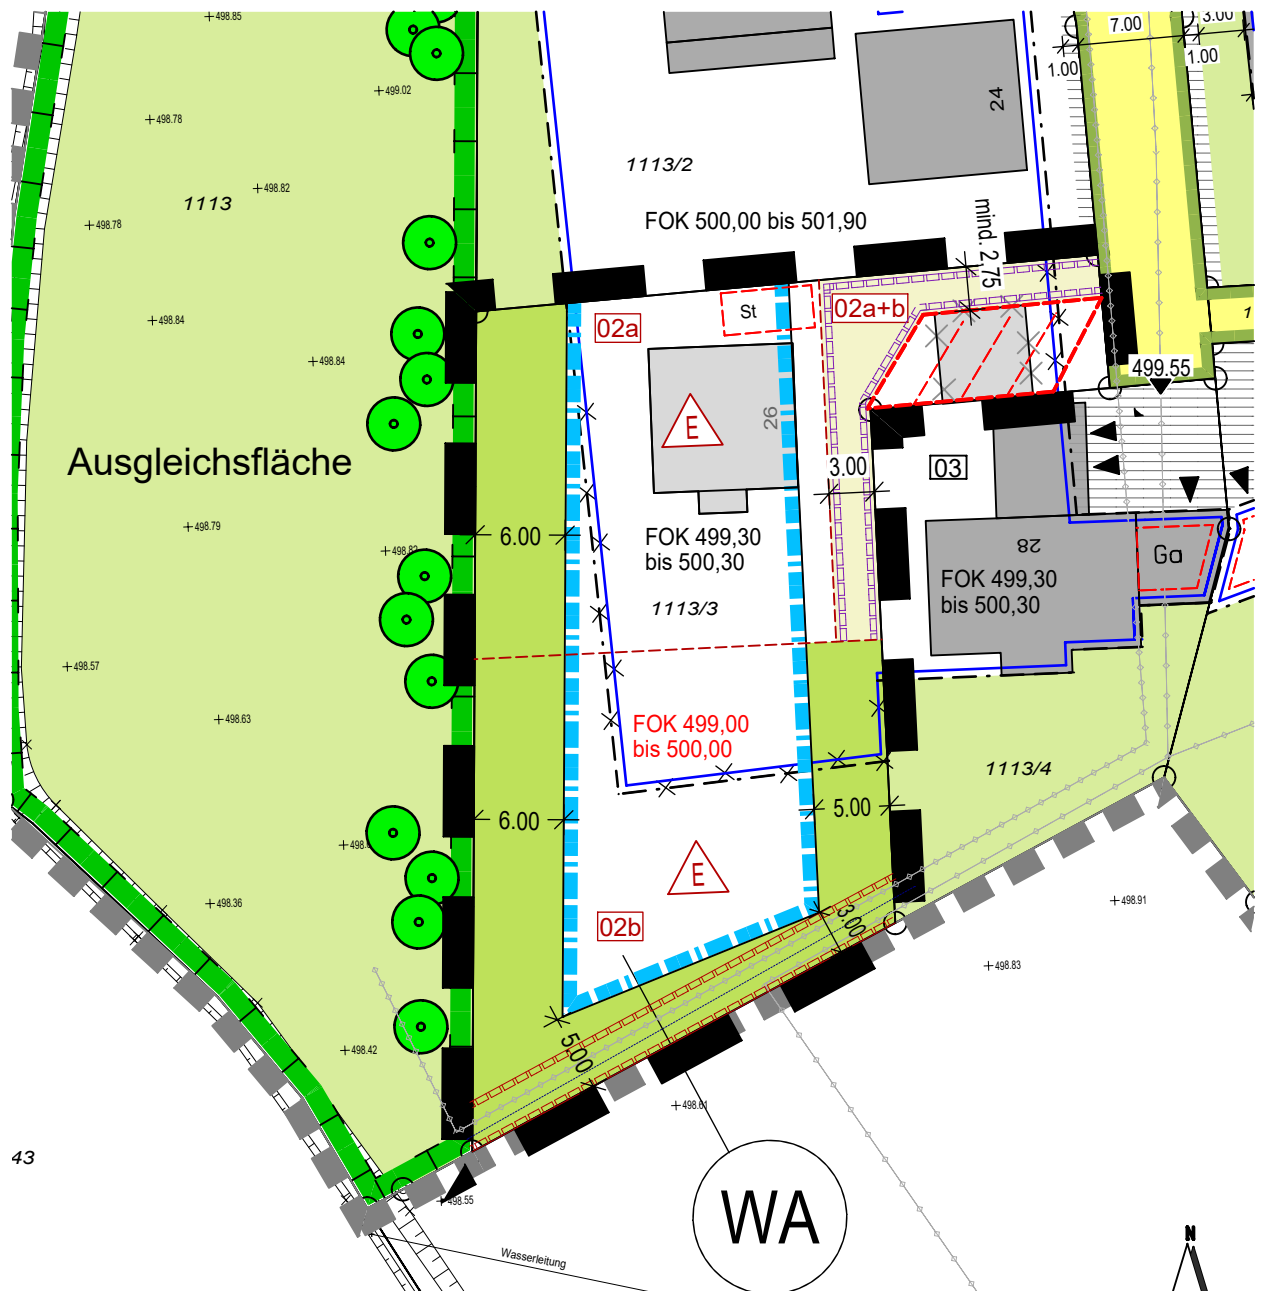 +498.85
7.00
3.00
1.00
1.00
+499.02
24
+498.78
1113/2
+498.82
1113
+498.78
FOK 500,00 bis 501,90
mind. 2,75
St
02a
02a+b
+498.84
+498.84
499.55
26
E
Ausgleichsfläche
3.00
03
+498.79
6.00
FOK 499,30
bis 500,30
28
Ga
FOK 499,30
bis 500,30
1113/3
+498.57
+498.63
FOK 499,00
bis 500,00
1113/4
6.00
5.00
E
+498.36
+498.91
02b
3.00
+498.83
5.00
+498.42
+498.61
43
498.55
WA
Wasserleitung
N